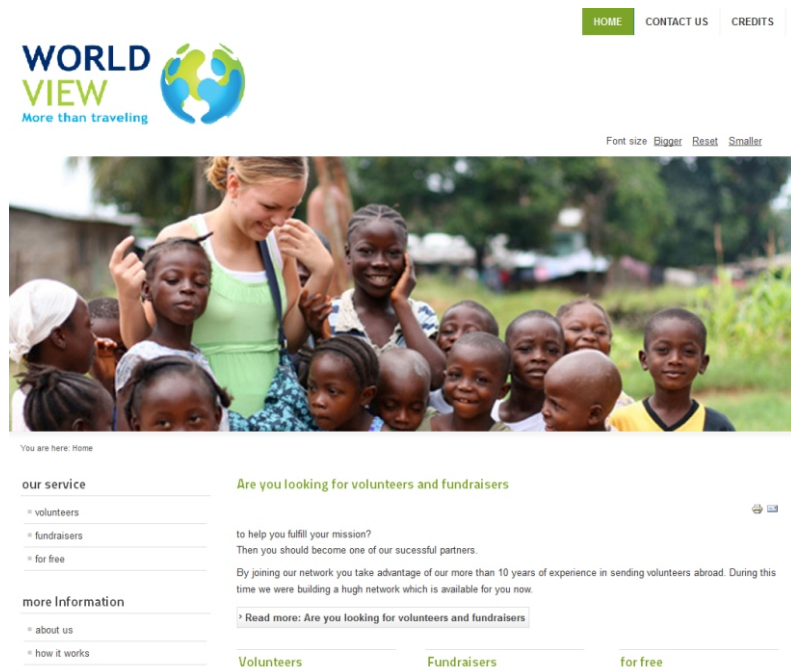 HOME CONTACT US CREDITS
WORLD
VIEW
More than traveling
Font size Bigger Reset Smaller
You are here: Home
our service
volunteers
fundraisers
for free
more Information
about us
how it works
Are you looking for volunteers and fundraisers
to help you fulfill your mission?
Then you should become one of our sucessful partners.
By joining our network you take advantage of our more than 10 years of experience in sending volunteers abroad. During this
time we were building a hugh network which is available for you now.
› Read more: Are you looking for volunteers and fundraisers
Volunteers Fundraisers for free